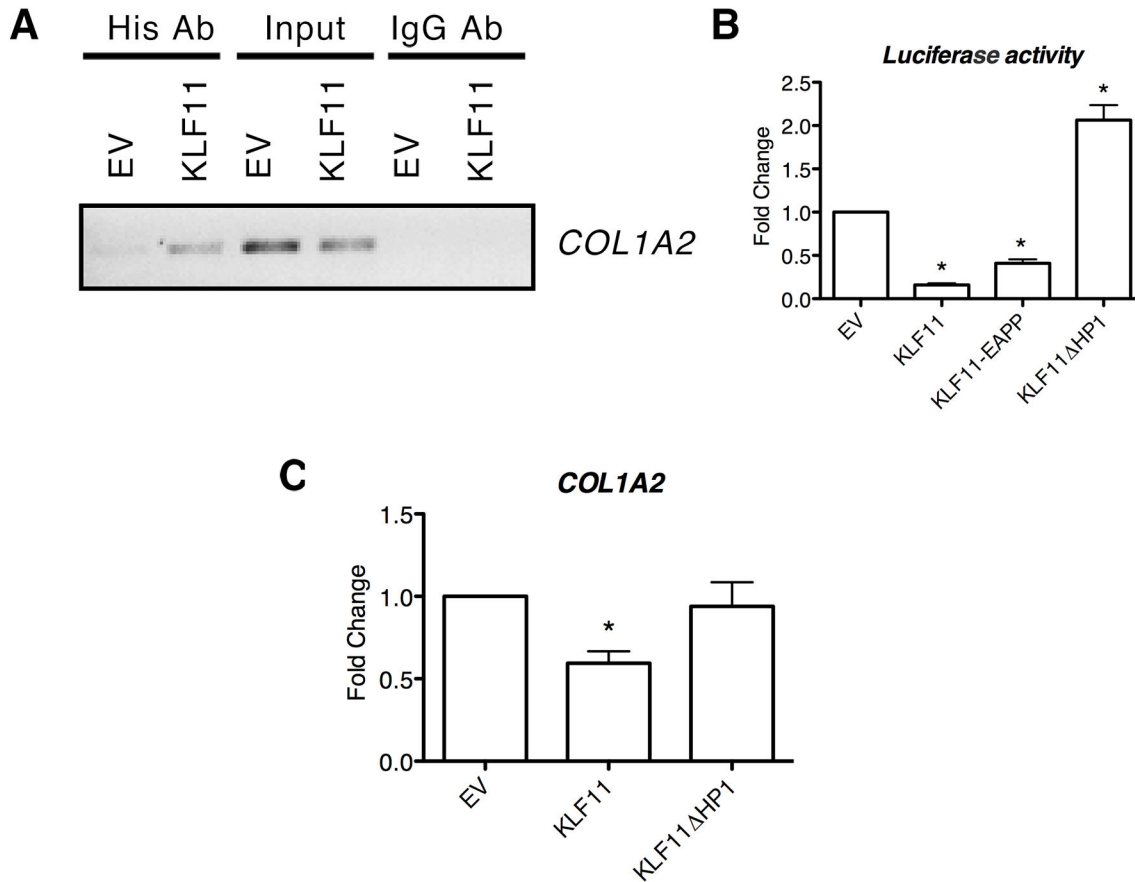 A
His Ab Input IgG Ab
EV KLF11 EV KLF11 EV KLF11
COL1A2
B
Luciferase activity
Fold Change
2.5
2.0
1.5
1.0
0.5
0.0
*
*
*
EV KLF11 KLF11-EAPP KLF11ΔHP1
C
COL1A2
Fold Change
1.5
1.0
0.5
0.0
*
EV KLF11 KLF11ΔHP1